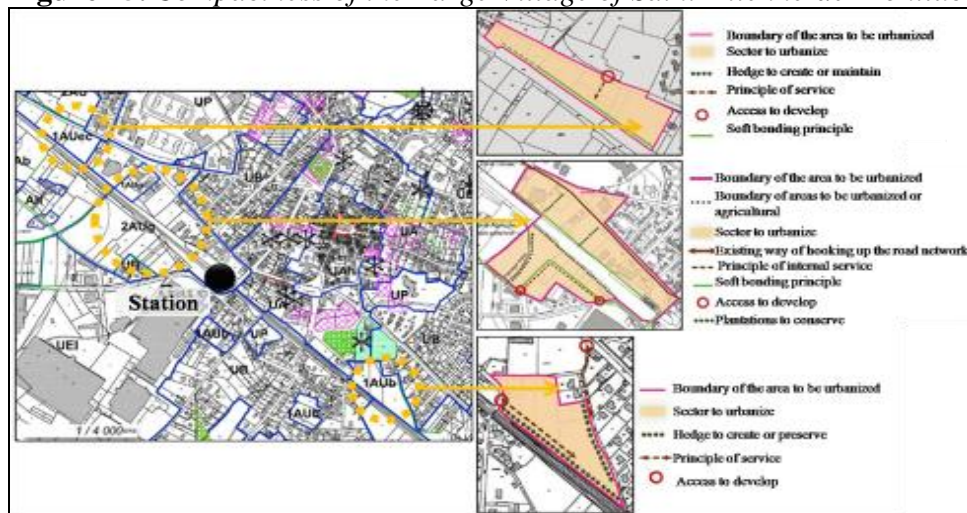 Boundary of the area to be urbanized
Sector to urbanize
Hedge to create or maintain
Principle of service
Access to develop
Soft bonding principle
UP
1AUec
Ab
UB
2AUg
UA
UP
Station
UEI
1AUb
UP
UB
UB
1AUb
1AUc
1 / 4 000
Boundary of the area to be urbanized
Boundary of areas to be urbanized or
agricultural
Sector to urbanize
Existing way of hooking up the road network
Principle of internal service
Soft bonding principle
Access to develop
Plantations to conserve
Boundary of the area to be urbanized
Sector to urbanize
Hedge to create or preserve
Principle of service
Access to develop